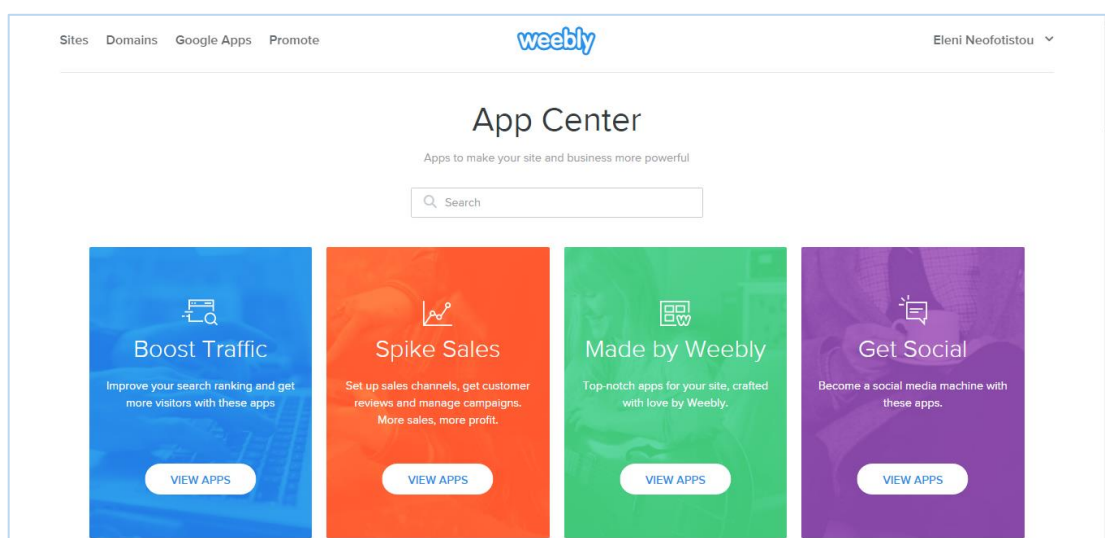 Sites Domains Google Apps Promote
weebly
Eleni Neofotistou
App Center
Apps to make your site and business more powerful
Search
Boost Traffic
Improve your search ranking and get
more visitors with these apps
VIEW APPS
Spike Sales
Set up sales channels, get customer
reviews and manage campaigns.
More sales, more profit.
VIEW APPS
Made by Weebly
Top-notch apps for your site, crafted
with love by Weebly.
VIEW APPS
Get Social
Become a social media machine with
these apps.
VIEW APPS